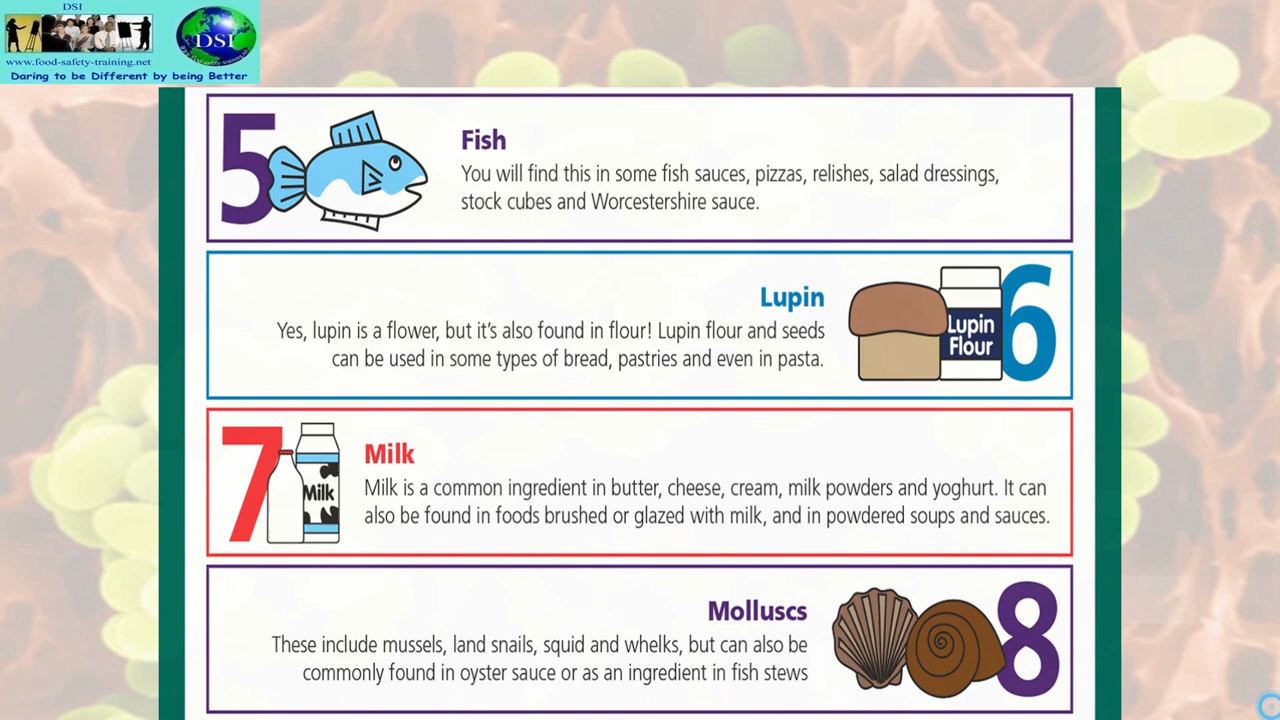 DSI
DSI
www.food-safety-training.net
Daring to be Different by being Better
5
Fish
You will find this in some fish sauces, pizzas, relishes, salad dressings,
stock cubes and Worcestershire sauce.
Lupin
Yes, lupin is a flower, but it’s also found in flour! Lupin flour and seeds
can be used in some types of bread, pastries and even in pasta.
Lupin
Flour
6
7
Milk
Milk
Milk is a common ingredient in butter, cheese, cream, milk powders and yoghurt. It can
also be found in foods brushed or glazed with milk, and in powdered soups and sauces.
Molluscs
These include mussels, land snails, squid and whelks, but can also be
commonly found in oyster sauce or as an ingredient in fish stews
8